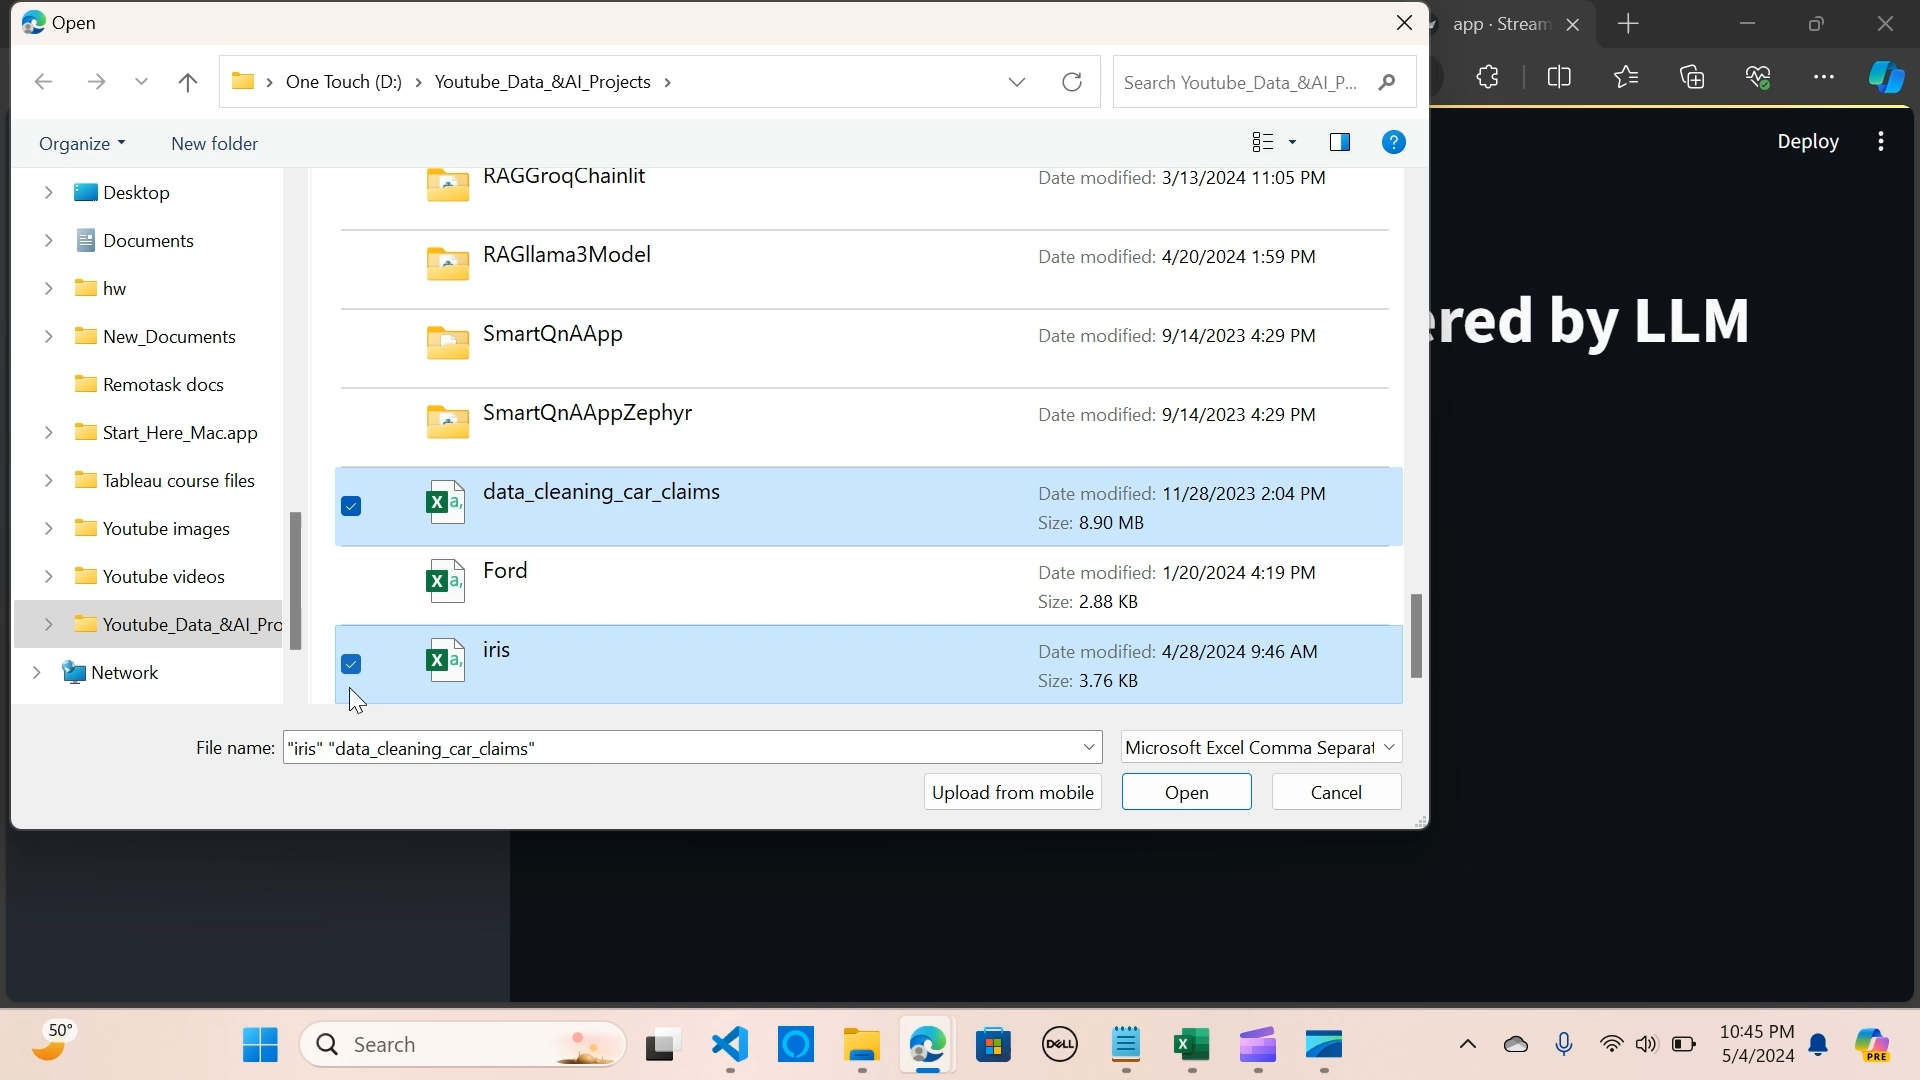 Open
app · Stream
One Touch (D:) › Youtube_Data_&AI_Projects ›
Search Youtube_Data_&AI_P...
Organize
New folder
Deploy
Desktop
Documents
hw
New_Documents
Remotask docs
Start_Here_Mac.app
Tableau course files
Youtube images
Youtube videos
Youtube_Data_&AI_Pro
Network
RAGGroqChainlit
Date modified: 3/13/2024 11:05 PM
RAGllama3Model
Date modified: 4/20/2024 1:59 PM
SmartQnAApp
Date modified: 9/14/2023 4:29 PM
SmartQnAAppZephyr
Date modified: 9/14/2023 4:29 PM
data_cleaning_car_claims
Date modified: 11/28/2023 2:04 PM
Size: 8.90 MB
Ford
Date modified: 1/20/2024 4:19 PM
Size: 2.88 KB
iris
Date modified: 4/28/2024 9:46 AM
Size: 3.76 KB
ered by LLM
File name:
"iris" "data_cleaning_car_claims"
Microsoft Excel Comma Separat
Upload from mobile
Open
Cancel
50°
Search
DELL
10:45 PM
5/4/2024
PRE